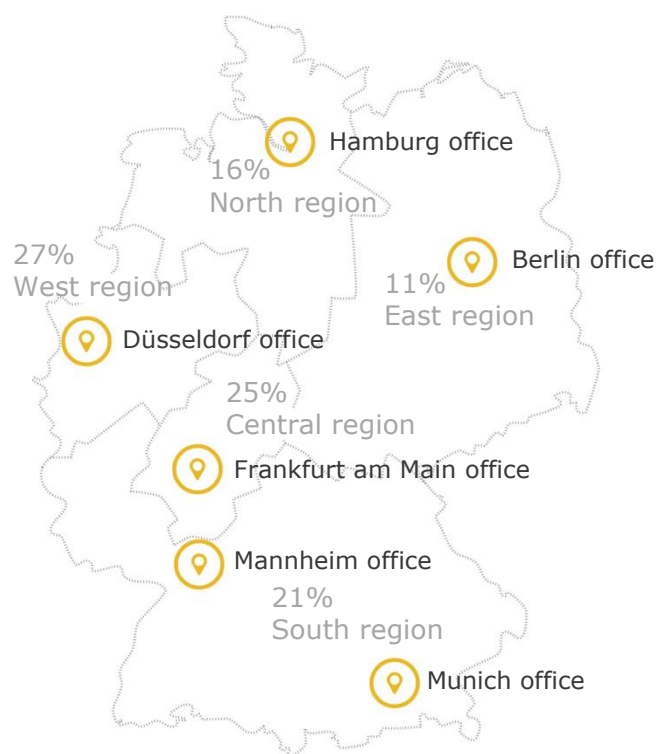 Hamburg office
16%
North region
27%
West region
Berlin office
11%
East region
Düsseldorf office
25%
Central region
Frankfurt am Main office
Mannheim office
21%
South region
Munich office